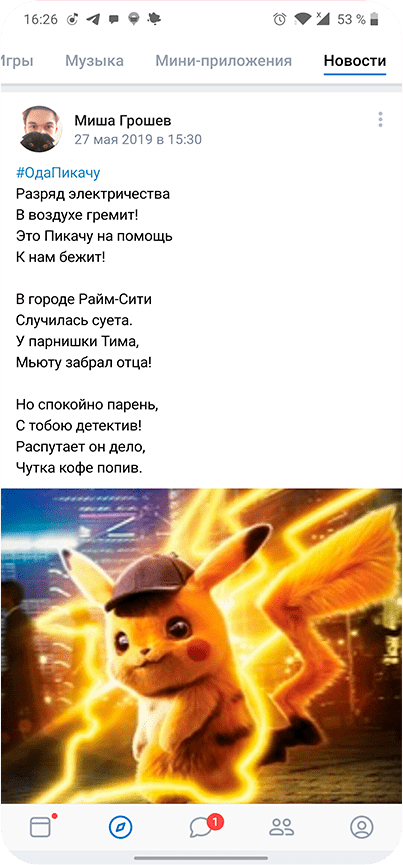 16:26
53 %
Игры Музыка Мини-приложения Новости
Миша Грошев
27 мая 2019 в 15:30
#ОдаПикачу
Разряд электричества
В воздухе гремит!
Это Пикачу на помощь
К нам бежит!
В городе Райм-Сити
Случилась суета.
У парнишки Тима,
Мьюту забрал отца!
Но спокойно парень,
С тобою детектив!
Распутает он дело,
Чутка кофе попив.
1